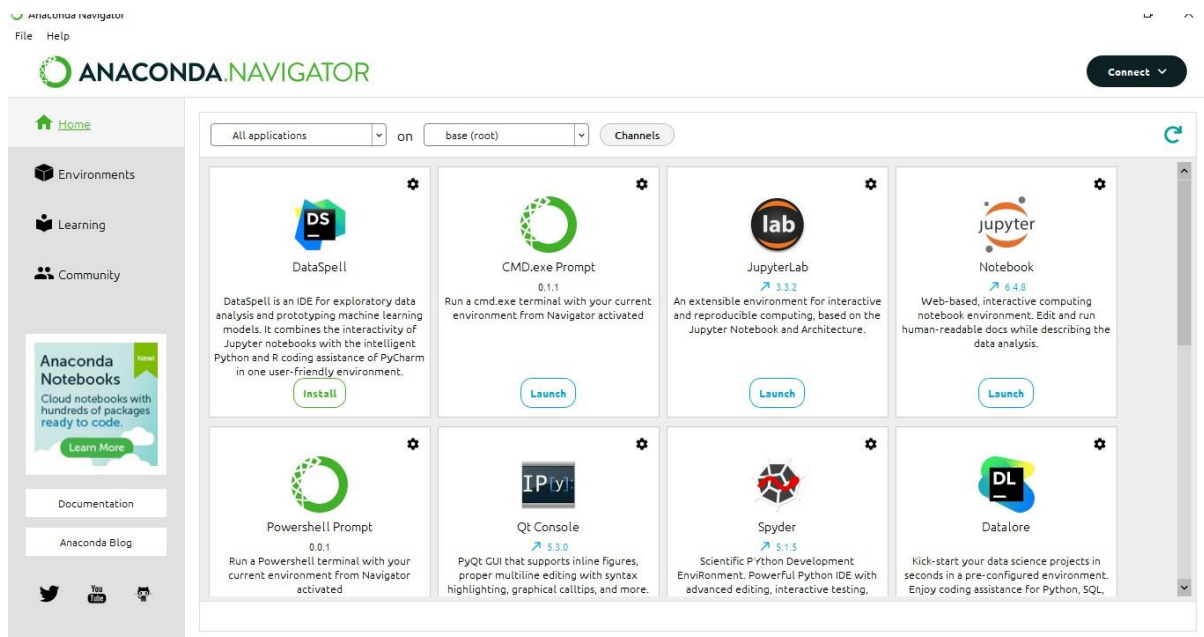 Anaconda Navigator
File Help
ANACONDA.NAVIGATOR
Connect
Home
Environments
Learning
Community
Anaconda Notebooks
New!
Cloud notebooks with
hundreds of packages
ready to code.
Learn More
Documentation
Anaconda Blog
You
Tube
All applications on base (root) Channels
DS
DataSpell
DataSpell is an IDE for exploratory data
analysis and prototyping machine learning
models. It combines the interactivity of
Jupyter notebooks with the intelligent
Python and R coding assistance of PyCharm
in one user-friendly environment.
Install
CMD.exe Prompt
0.1.1
Run a cmd.exe terminal with your current
environment from Navigator activated
Launch
lab
JupyterLab
3.3.2
An extensible environment for interactive
and reproducible computing, based on the
Jupyter Notebook and Architecture.
Launch
jupyter
Notebook
6.4.8
Web-based, interactive computing
notebook environment. Edit and run
human-readable docs while describing the
data analysis.
Launch
Powershell Prompt
0.0.1
Run a Powershell terminal with your
current environment from Navigator
activated
IP[y]:
Qt Console
5.3.0
PyQt GUI that supports inline figures,
proper multiline editing with syntax
highlighting, graphical calltips, and more.
Spyder
5.1.5
Scientific PYthon Development
EnviRonment. Powerful Python IDE with
advanced editing, interactive testing,
DL
Datalore
Kick-start your data science projects in
seconds in a pre-configured environment.
Enjoy coding assistance for Python, SQL,